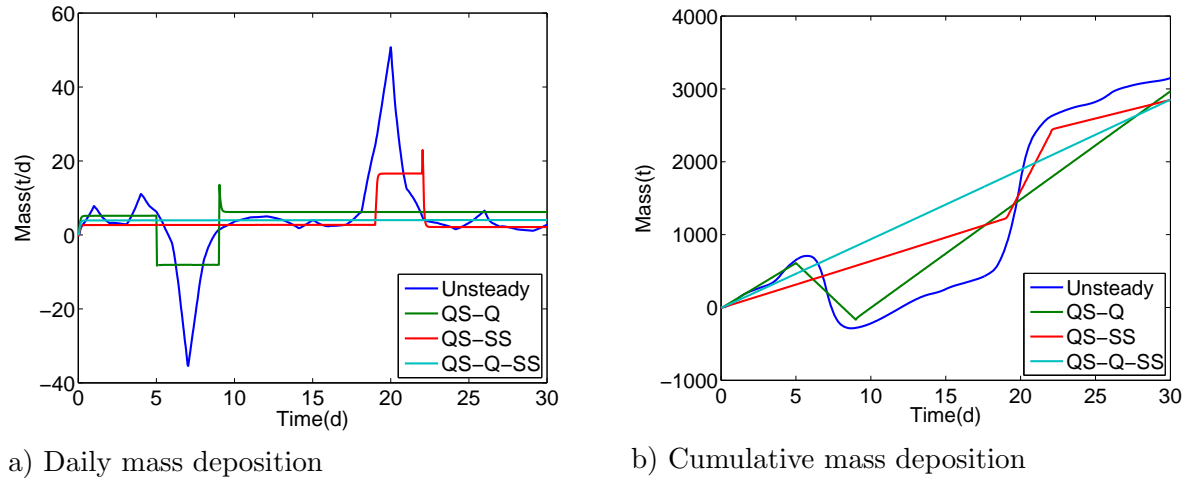 60
40
20
0
−20
−40
Mass(t/d)
0 5 10 15 20 25 30
Time(d)
Unsteady
QS−Q
QS−SS
QS−Q−SS
a) Daily mass deposition
4000
3000
2000
1000
0
−1000
Mass(t)
0 5 10 15 20 25 30
Time(d)
Unsteady
QS−Q
QS−SS
QS−Q−SS
b) Cumulative mass deposition